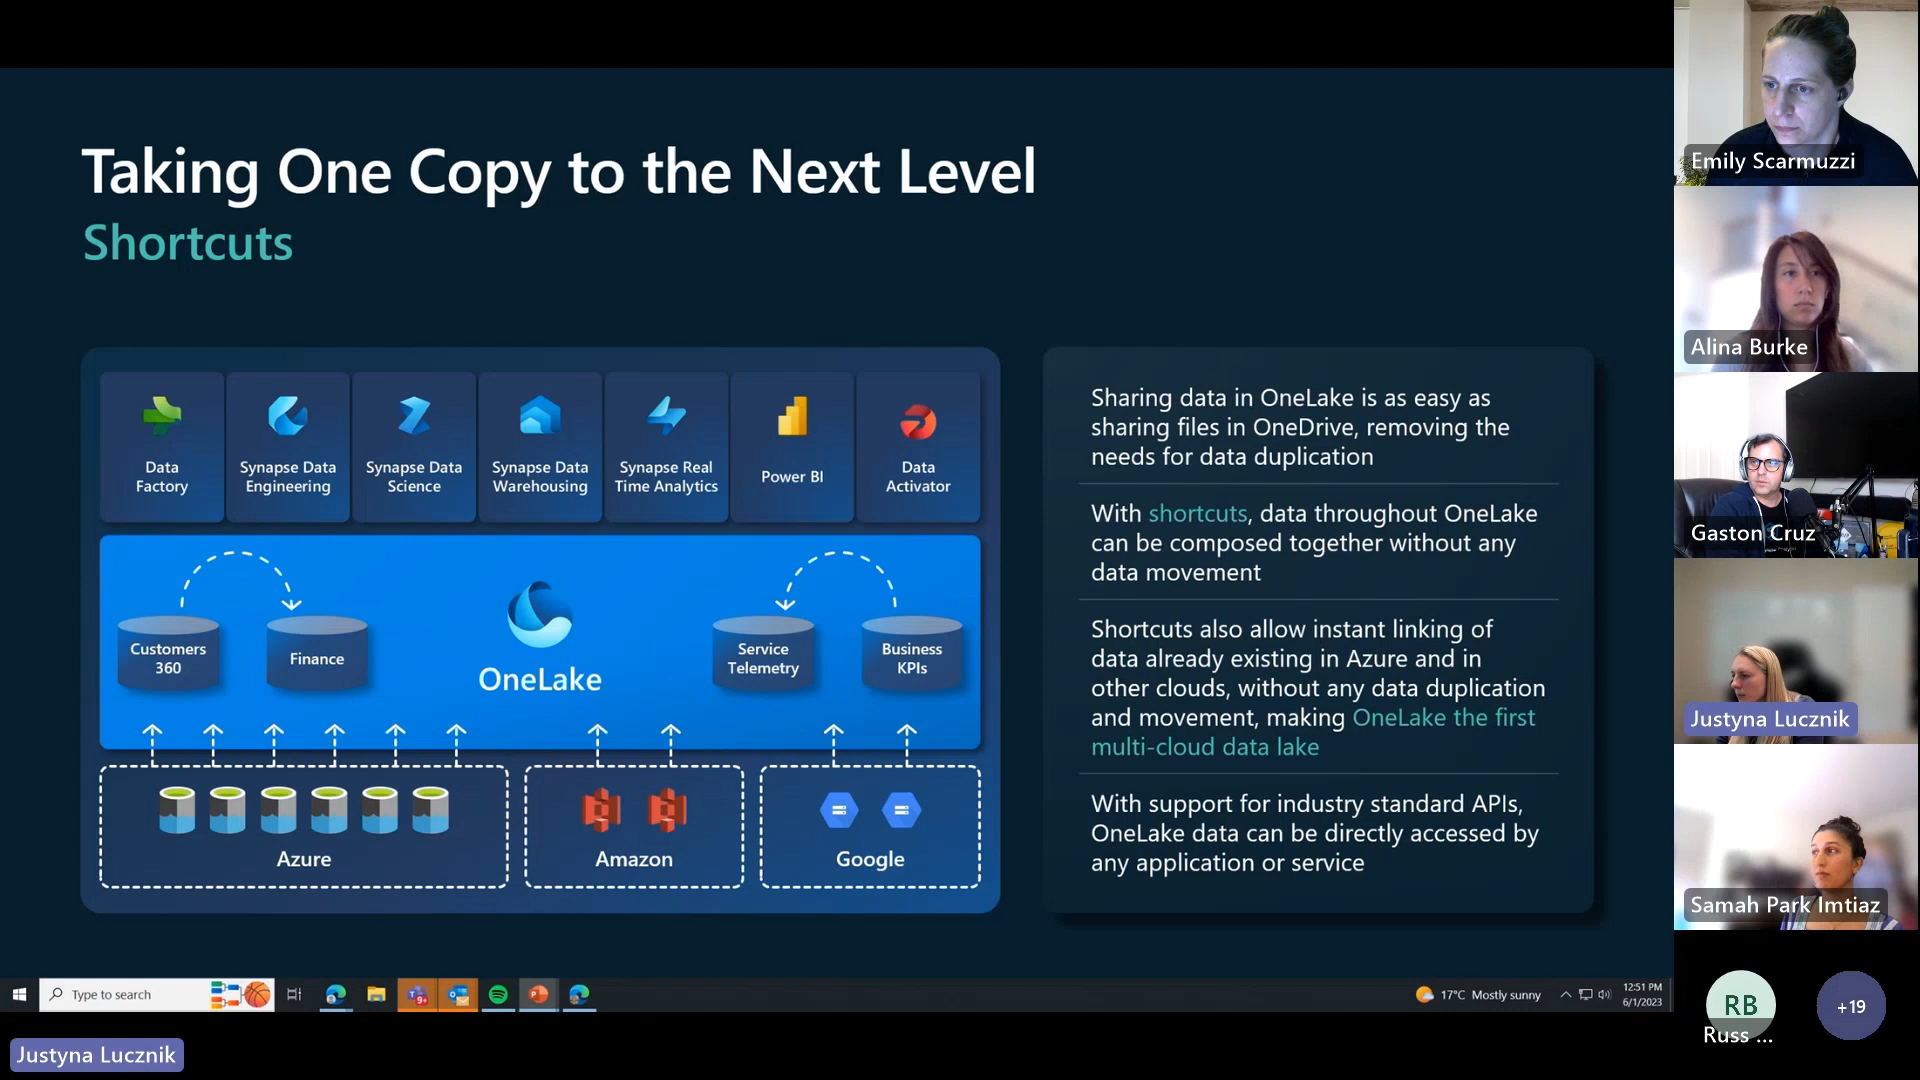 Taking One Copy to the Next Level
Shortcuts
Data
Factory
Synapse Data
Engineering
Synapse Data
Science
Synapse Data
Warehousing
Synapse Real
Time Analytics
Power BI
Data
Activator
Customers
360
Finance
OneLake
Service
Telemetry
Business
KPIs
Azure
Amazon
Google
Sharing data in OneLake is as easy as
sharing files in OneDrive, removing the
needs for data duplication
With shortcuts, data throughout OneLake
can be composed together without any
data movement
Shortcuts also allow instant linking of
data already existing in Azure and in
other clouds, without any data duplication
and movement, making OneLake the first
multi-cloud data lake
With support for industry standard APIs,
OneLake data can be directly accessed by
any application or service
Emily Scarmuzzi
Alina Burke
Gaston Cruz
Justyna Lucznik
Samah Park Imtiaz
RB
Russ ...
+19
Type to search
9+
17°C Mostly sunny
12:51 PM
6/1/2023
Justyna Lucznik